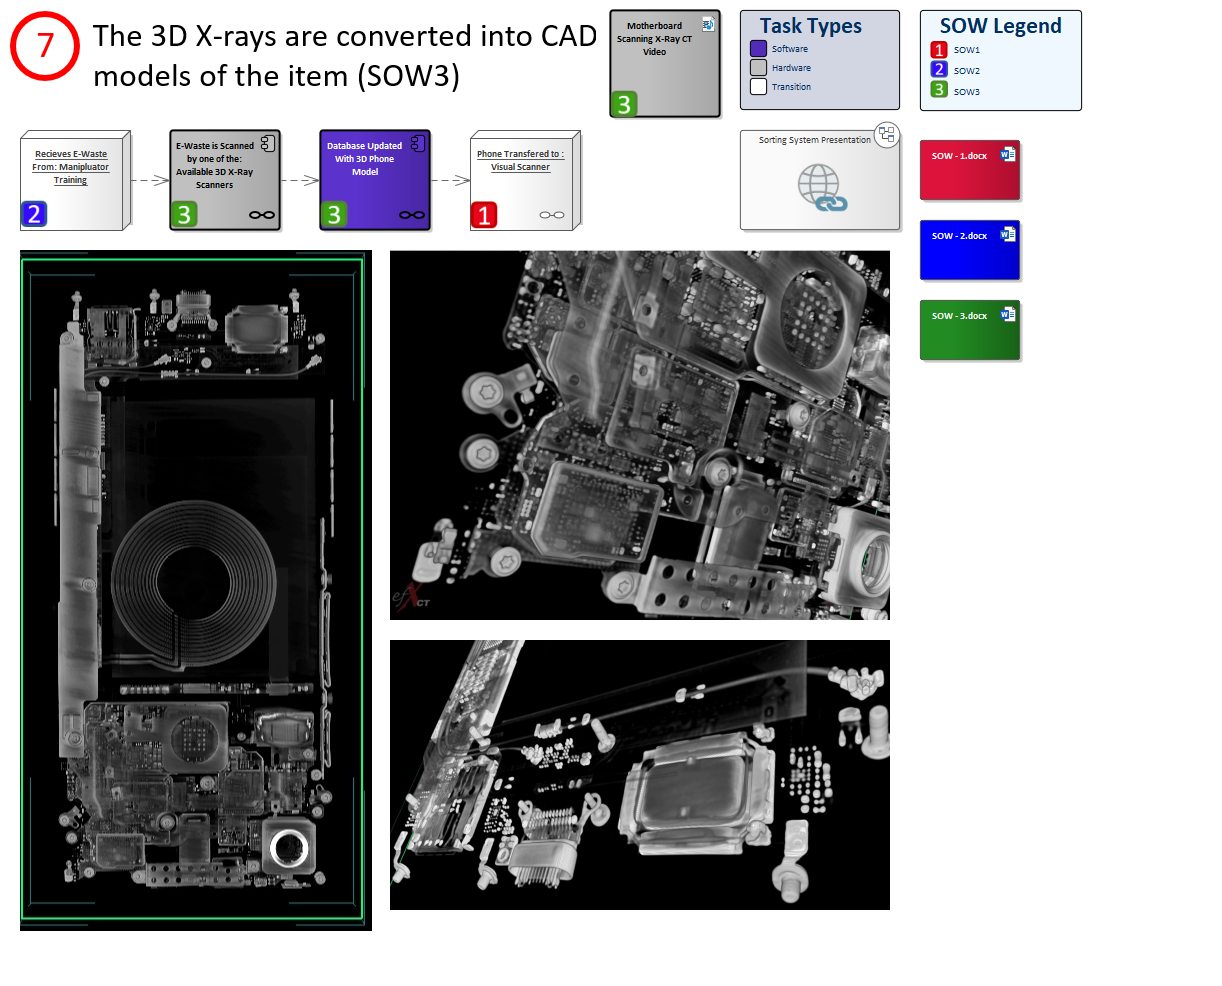 7
The 3D X-rays are converted into CAD
models of the item (SOW3)
Motherboard
Scanning X-Ray CT
Video
3
Task Types
Software
Hardware
Transition
SOW Legend
1 SOW1
2 SOW2
3 SOW3
Recieves E-Waste
From: Manipluator
Training
2
E-Waste is Scanned
by one of the:
Available 3D X-Ray
Scanners
3
Database Updated
With 3D Phone
Model
3
Phone Transfered to :
Visual Scanner
1
Sorting System Presentation
SOW - 1.docx
SOW - 2.docx
SOW - 3.docx
efXCT